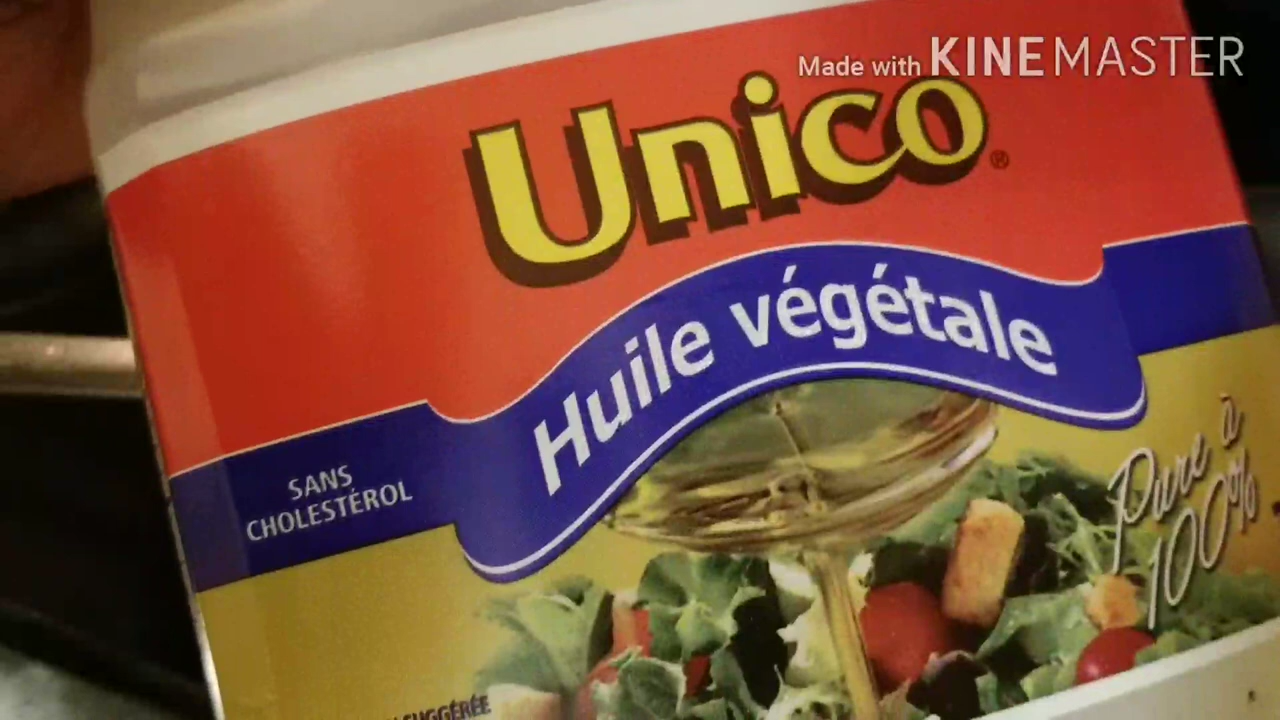 Made with KINEMASTER
Unico®
Huile végétale
SANS
CHOLESTÉROL
Pure à
100%
SUGGÉRÉE